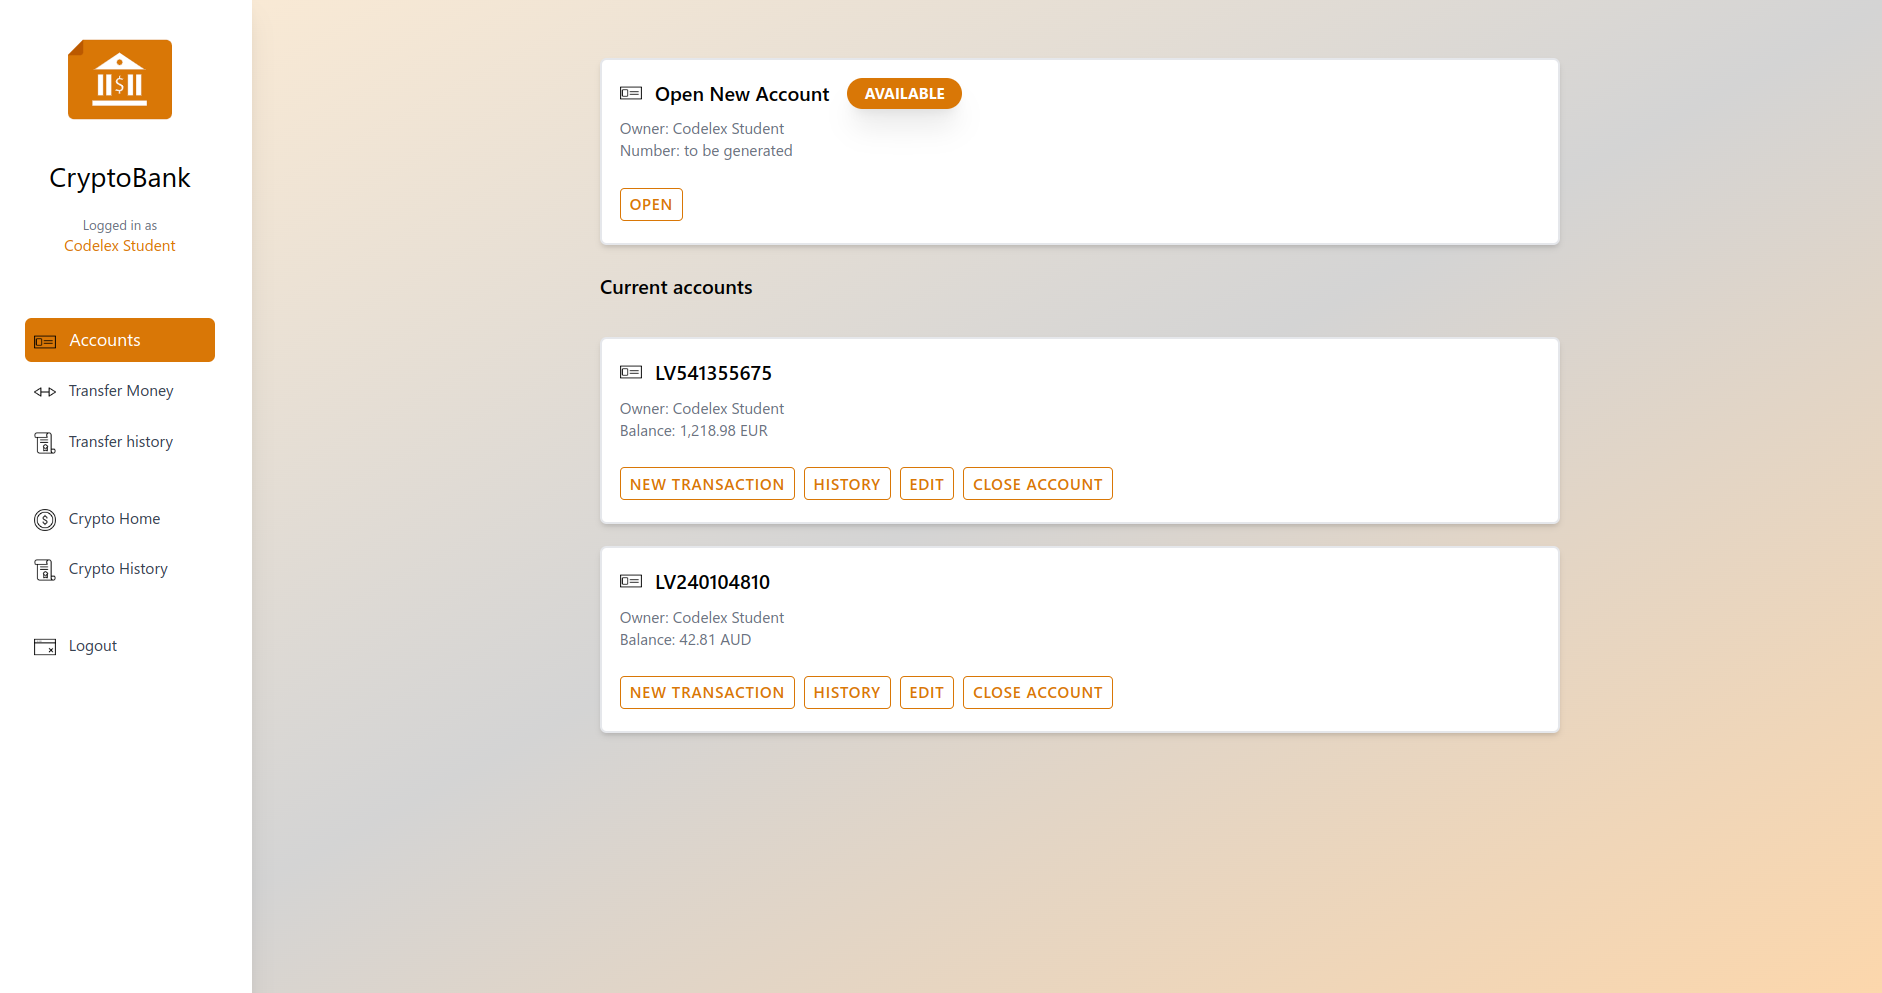 CryptoBank
Logged in as
Codelex Student
Accounts
Transfer Money
Transfer history
Crypto Home
Crypto History
Logout
Open New Account AVAILABLE
Owner: Codelex Student
Number: to be generated
OPEN
Current accounts
LV541355675
Owner: Codelex Student
Balance: 1,218.98 EUR
NEW TRANSACTION HISTORY EDIT CLOSE ACCOUNT
LV240104810
Owner: Codelex Student
Balance: 42.81 AUD
NEW TRANSACTION HISTORY EDIT CLOSE ACCOUNT